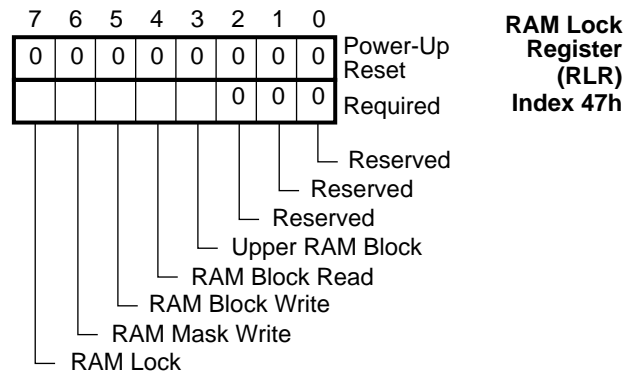 7 6 5 4 3 2 1 0
0 0 0 0 0 0 0 0 Power-Up
Reset
0 0 0 Required
Reserved
Reserved
Reserved
Upper RAM Block
RAM Block Read
RAM Block Write
RAM Mask Write
RAM Lock
RAM Lock
Register
(RLR)
Index 47h